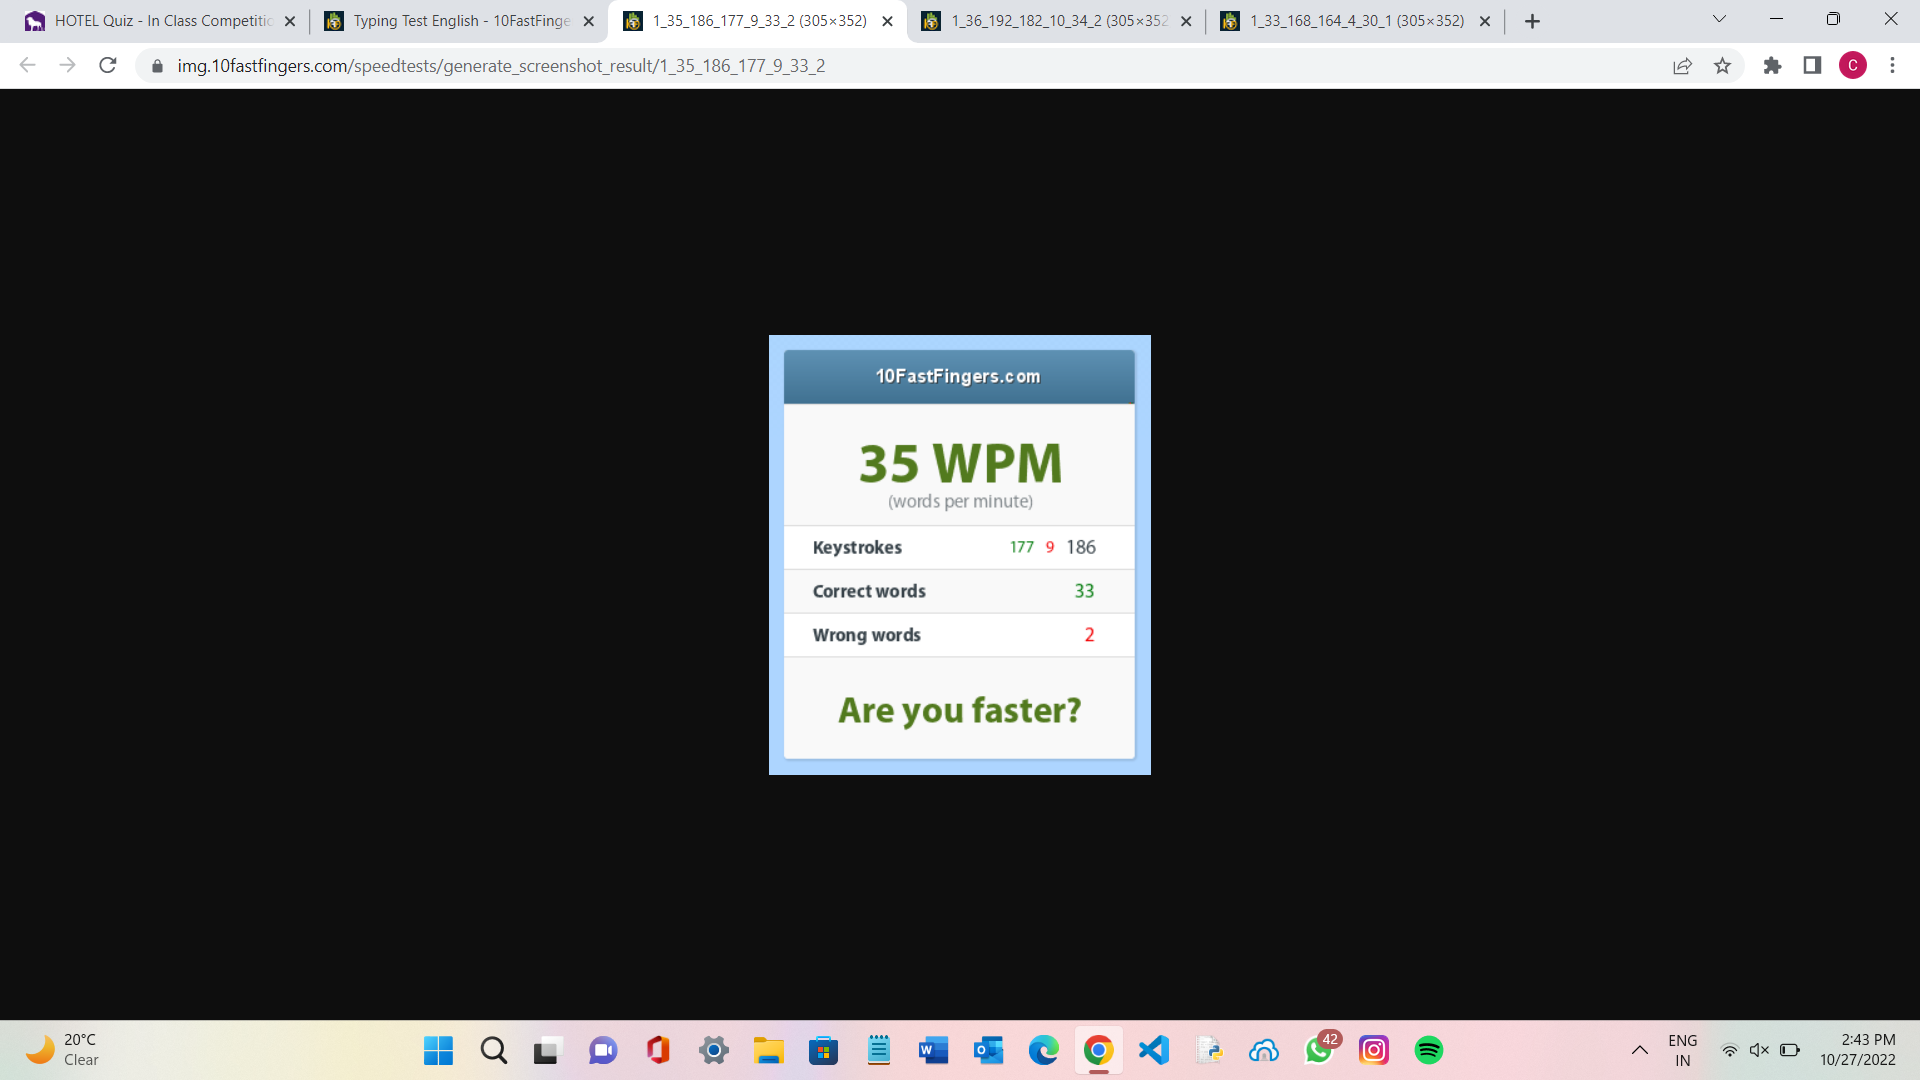 HOTEL Quiz - In Class Competitic
Typing Test English - 10FastFinge
1_35_186_177_9_33_2 (305×352)
1_36_192_182_10_34_2 (305×352
1_33_168_164_4_30_1 (305×352)
img.10fastfingers.com/speedtests/generate_screenshot_result/1_35_186_177_9_33_2
C
10FastFingers.com
35 WPM
(words per minute)
Keystrokes 177 9 186
Correct words 33
Wrong words 2
Are you faster?
20°C
Clear
42
ENG
IN
2:43 PM
10/27/2022